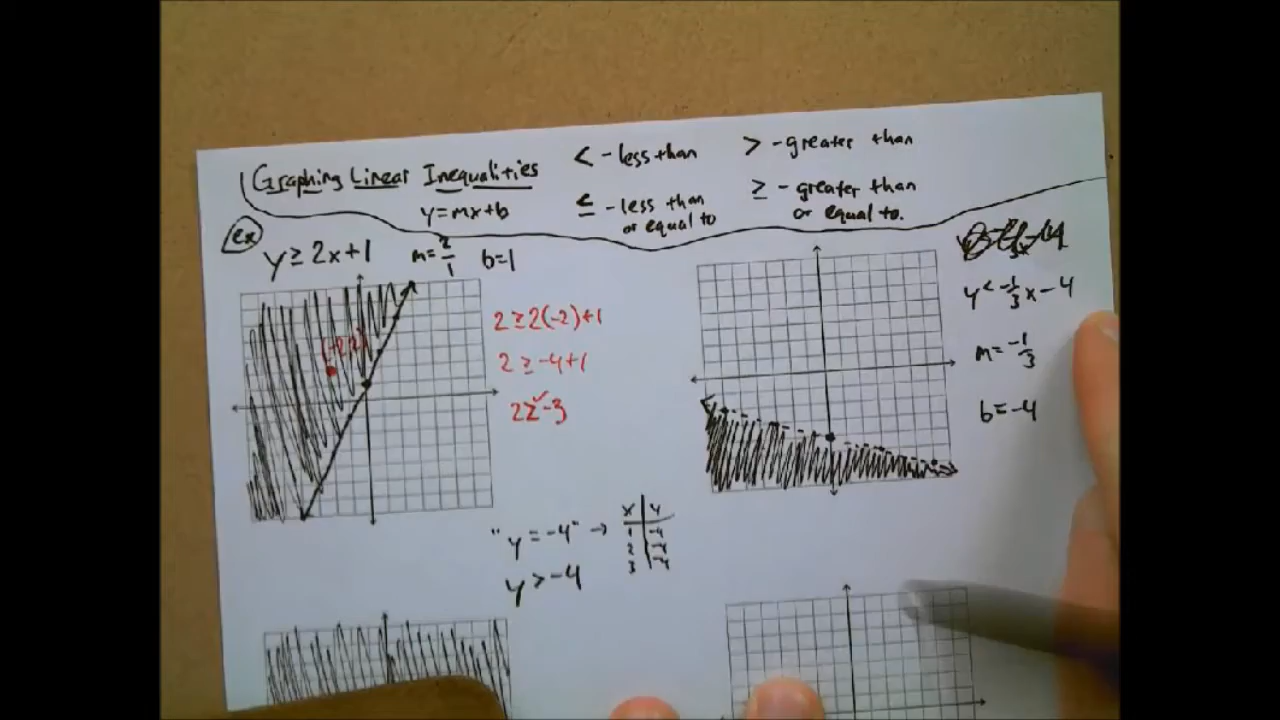 Graphing Linear Inequalities
y=mx+b
< - less than
> - greater than
≤ - less than
or equal to
≥ - greater than
or equal to.
ex
y ≥ 2x+1
m = 2/1
b=1
(-2,2)
2 ≥ 2(-2)+1
2 ≥ -4+1
2 ≥ -3
y < -1/3 x - 4
m = -1/3
b = -4
"y = -4" →
y > -4
x y
1 -4
2 -4
3 -4